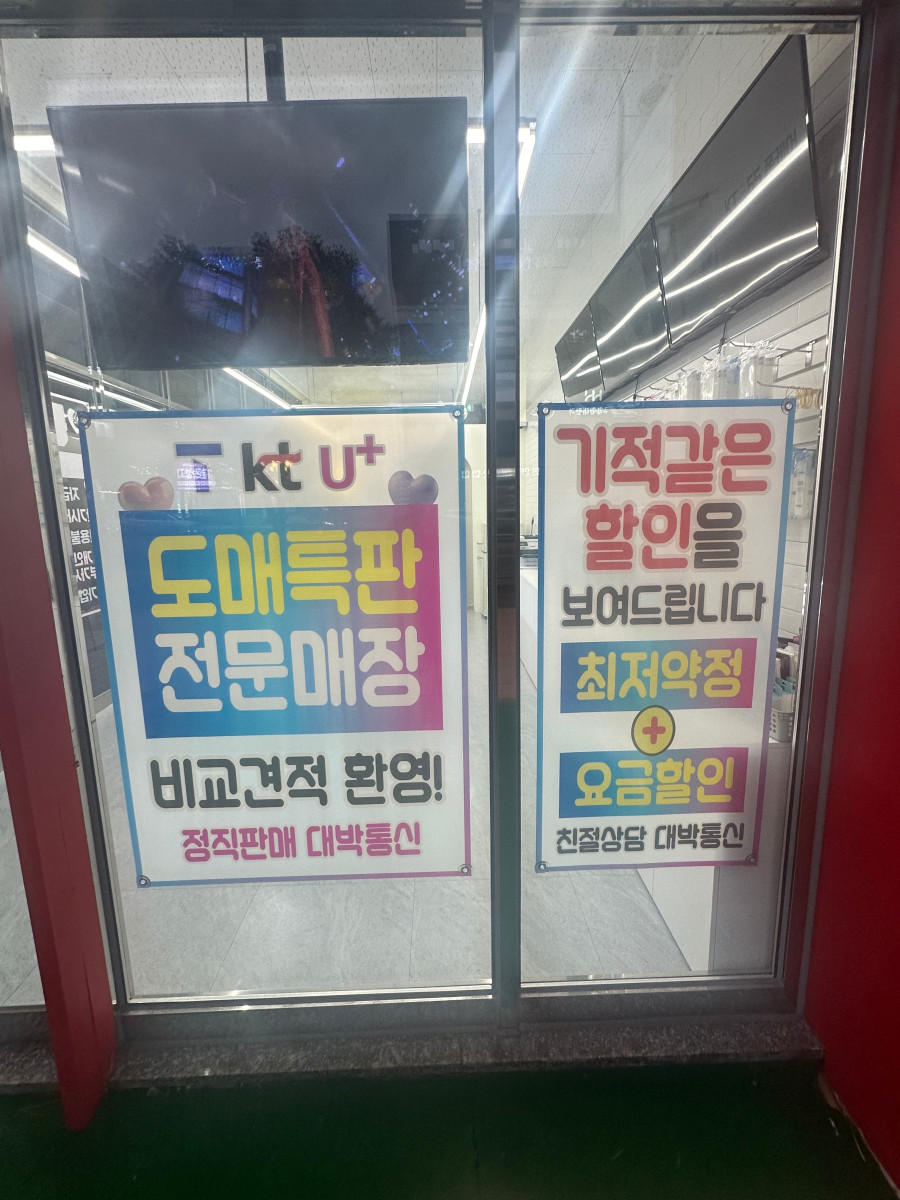 T kt U+
도매특판
전문매장
비교견적 환영!
정직판매 대박통신
기적같은
할인을
보여드립니다
최저약정
+
요금할인
친절상담 대박통신